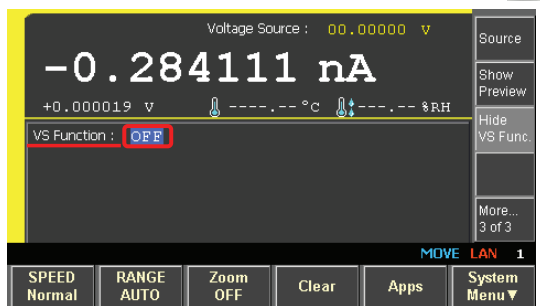 Voltage Source : 00.00000 V
-0.284111 nA
+0.000019 V ----.-- °C ---.-- %RH
VS Function : OFF
Source
Show Preview
Hide VS Func.
More... 3 of 3
MOVE LAN 1
SPEED Normal
RANGE AUTO
Zoom OFF
Clear
Apps
System Menu▼